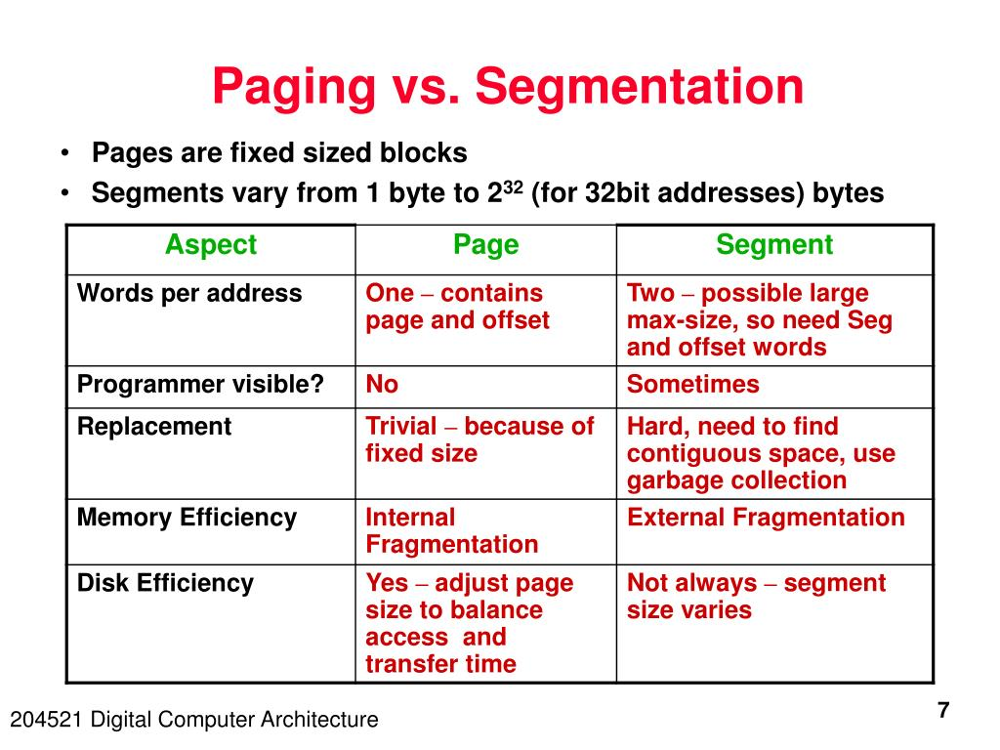 Paging vs. Segmentation
• Pages are fixed sized blocks
• Segments vary from 1 byte to 2³² (for 32bit addresses) bytes
Aspect Page Segment
Words per address
One – contains
page and offset
Two – possible large
max-size, so need Seg
and offset words
Programmer visible?
No
Sometimes
Replacement
Trivial – because of
fixed size
Hard, need to find
contiguous space, use
garbage collection
Memory Efficiency
Internal
Fragmentation
External Fragmentation
Disk Efficiency
Yes – adjust page
size to balance
access  and
transfer time
Not always – segment
size varies
204521 Digital Computer Architecture
7